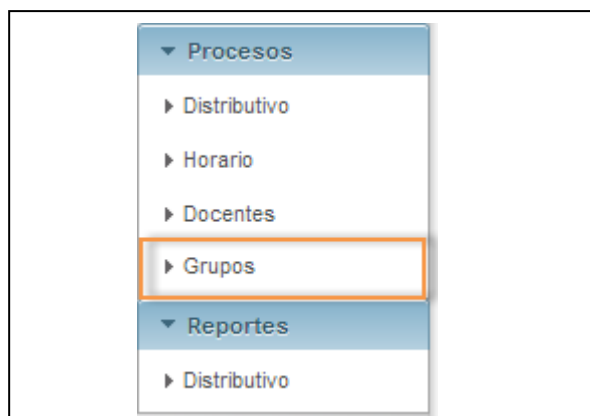 Procesos
Distributivo
Horario
Docentes
Grupos
Reportes
Distributivo